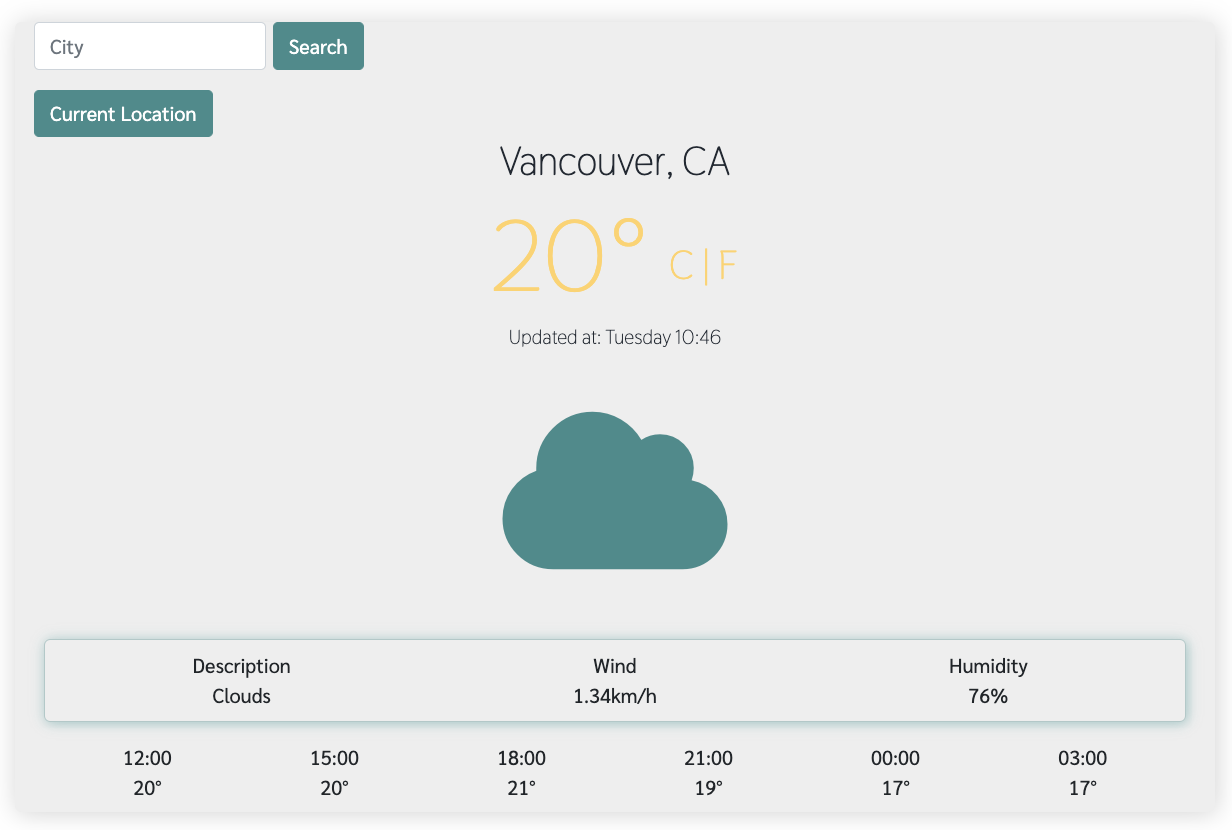 City Search
Current Location
Vancouver, CA
20° C|F
Updated at: Tuesday 10:46
Description Wind Humidity
Clouds 1.34km/h 76%
12:00 15:00 18:00 21:00 00:00 03:00
20° 20° 21° 19° 17° 17°